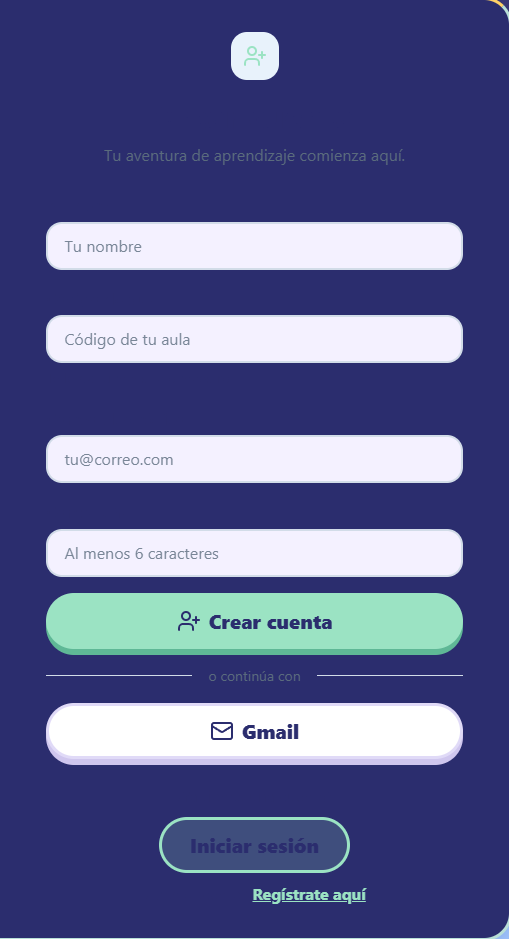 Tu aventura de aprendizaje comienza aquí.
Tu nombre
Código de tu aula
tu@correo.com
Al menos 6 caracteres
Crear cuenta
o continúa con
Gmail
Iniciar sesión
Regístrate aquí